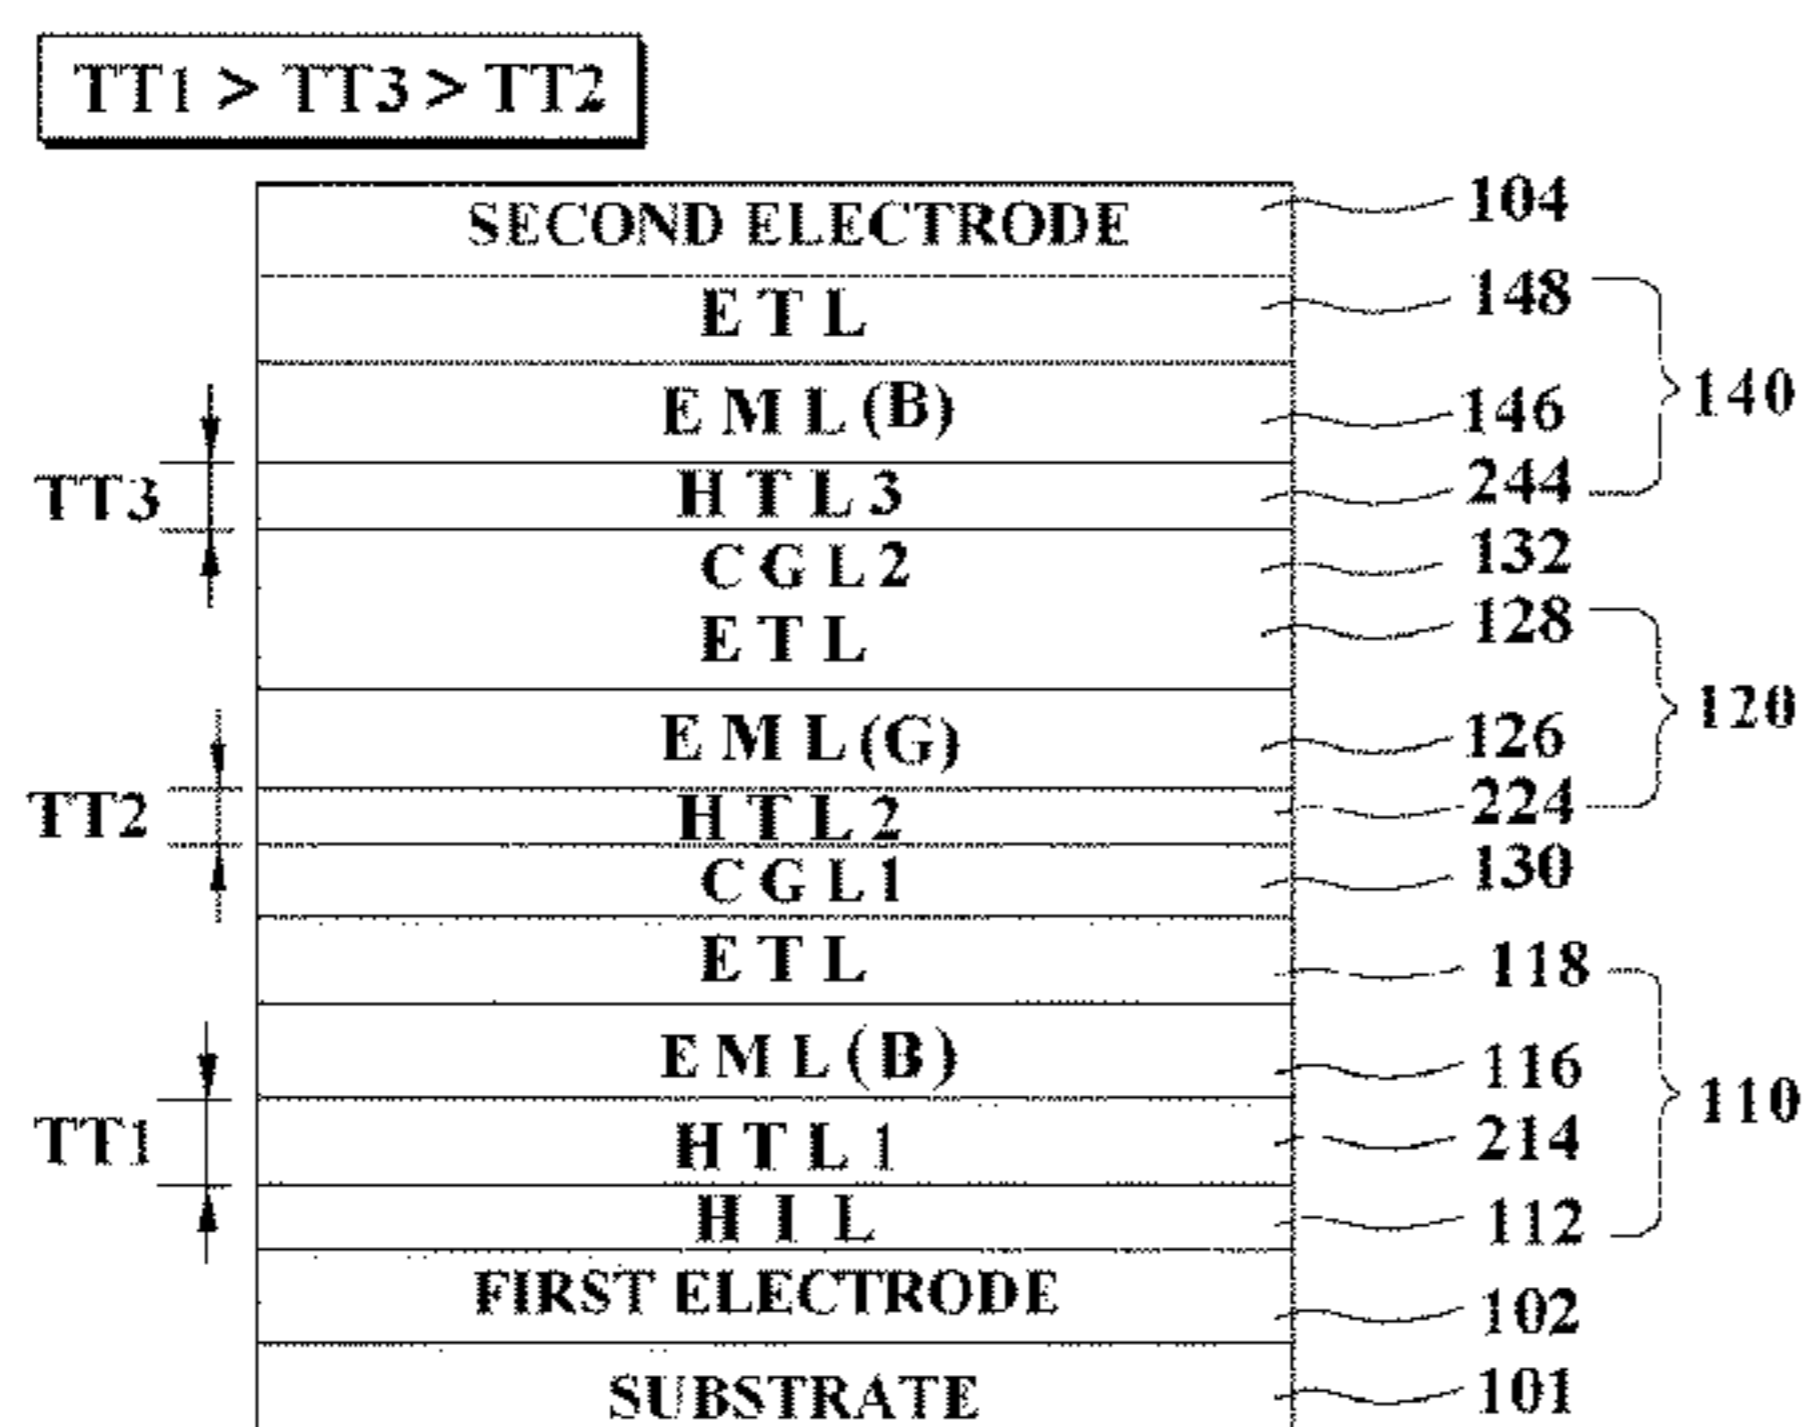 TT1 > TT3 > TT2
SECOND ELECTRODE 104
ETL 148
EML(B) 146 140
TT3 HTL3 244
CGL2 132
ETL 128
EML(G) 126 120
TT2 HTL2 224
CGL1 130
ETL 118
EML(B) 116 110
TT1 HTL1 214
HIL 112
FIRST ELECTRODE 102
SUBSTRATE 101